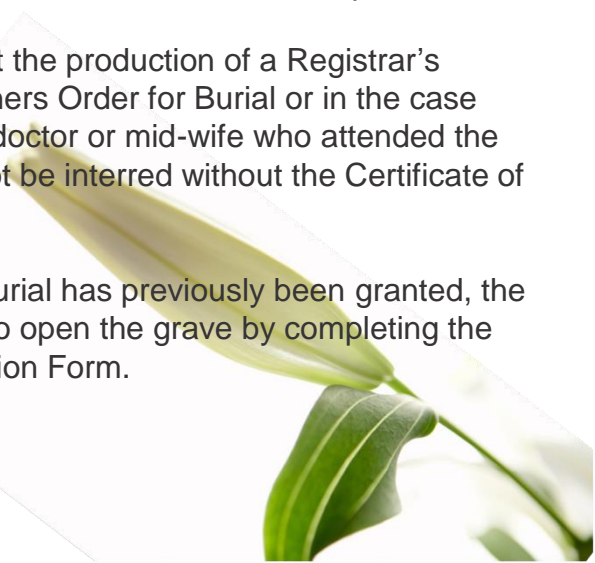 t the production of a Registrar's
ners Order for Burial or in the case
doctor or mid-wife who attended the
t be interred without the Certificate of
urial has previously been granted, the
o open the grave by completing the
ion Form.